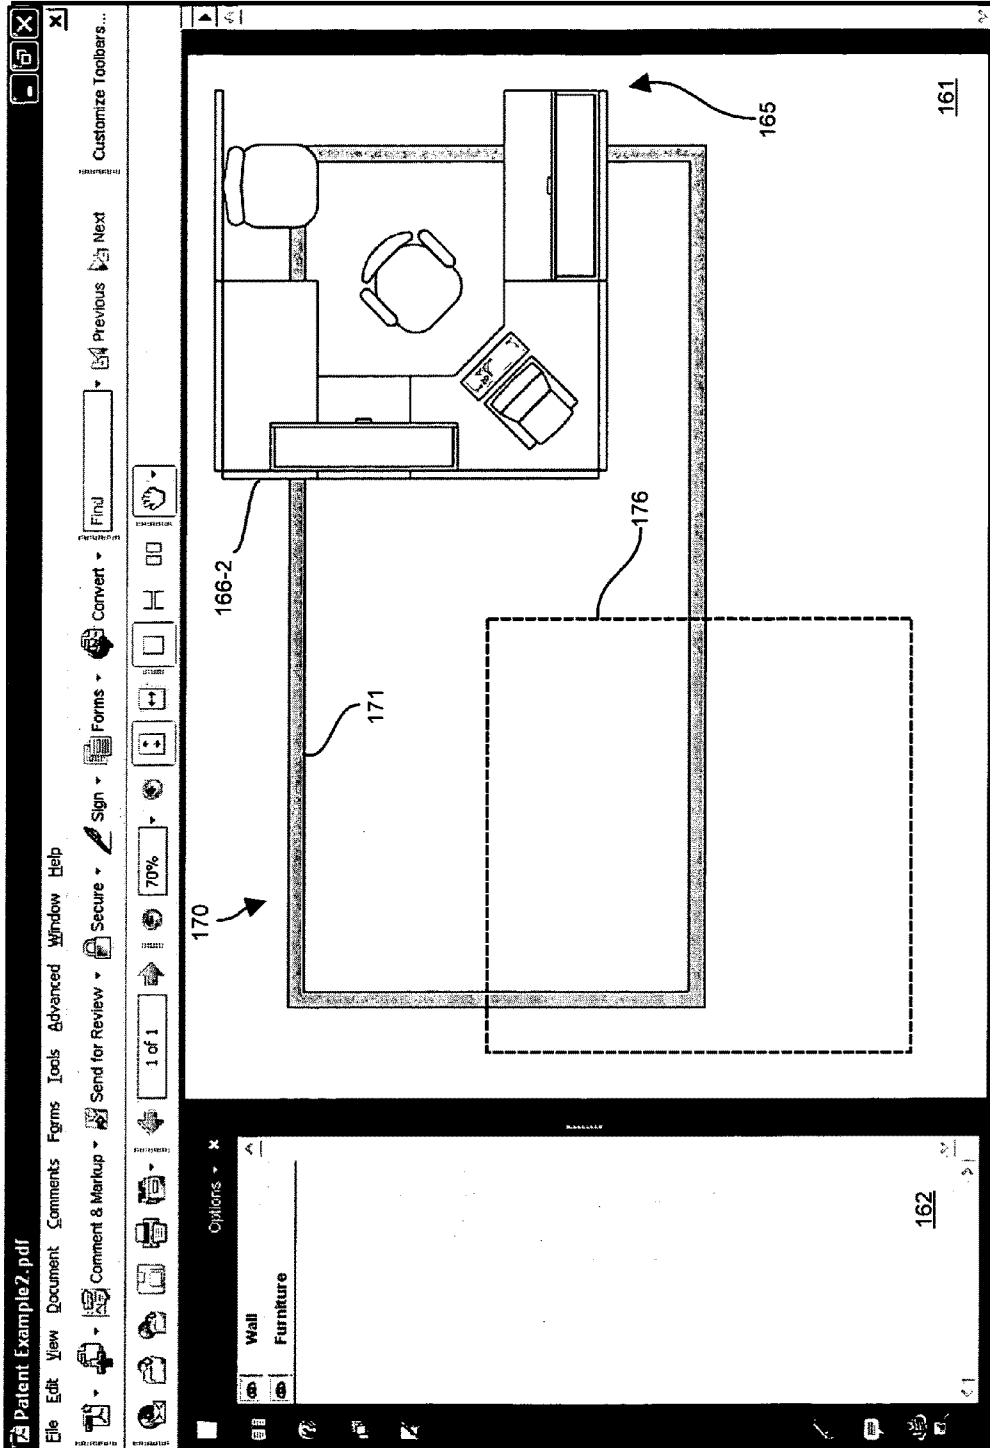 Patent Example2.pdf
File Edit View Document Comments Forms Tools Advanced Window Help
Comment & Markup Send for Review Secure Sign Forms Convert Find Previous Next Customize Toolbars...
1 of 1 70%
Options x
Wall
Furniture
162
170
171
166-2
176
165
161